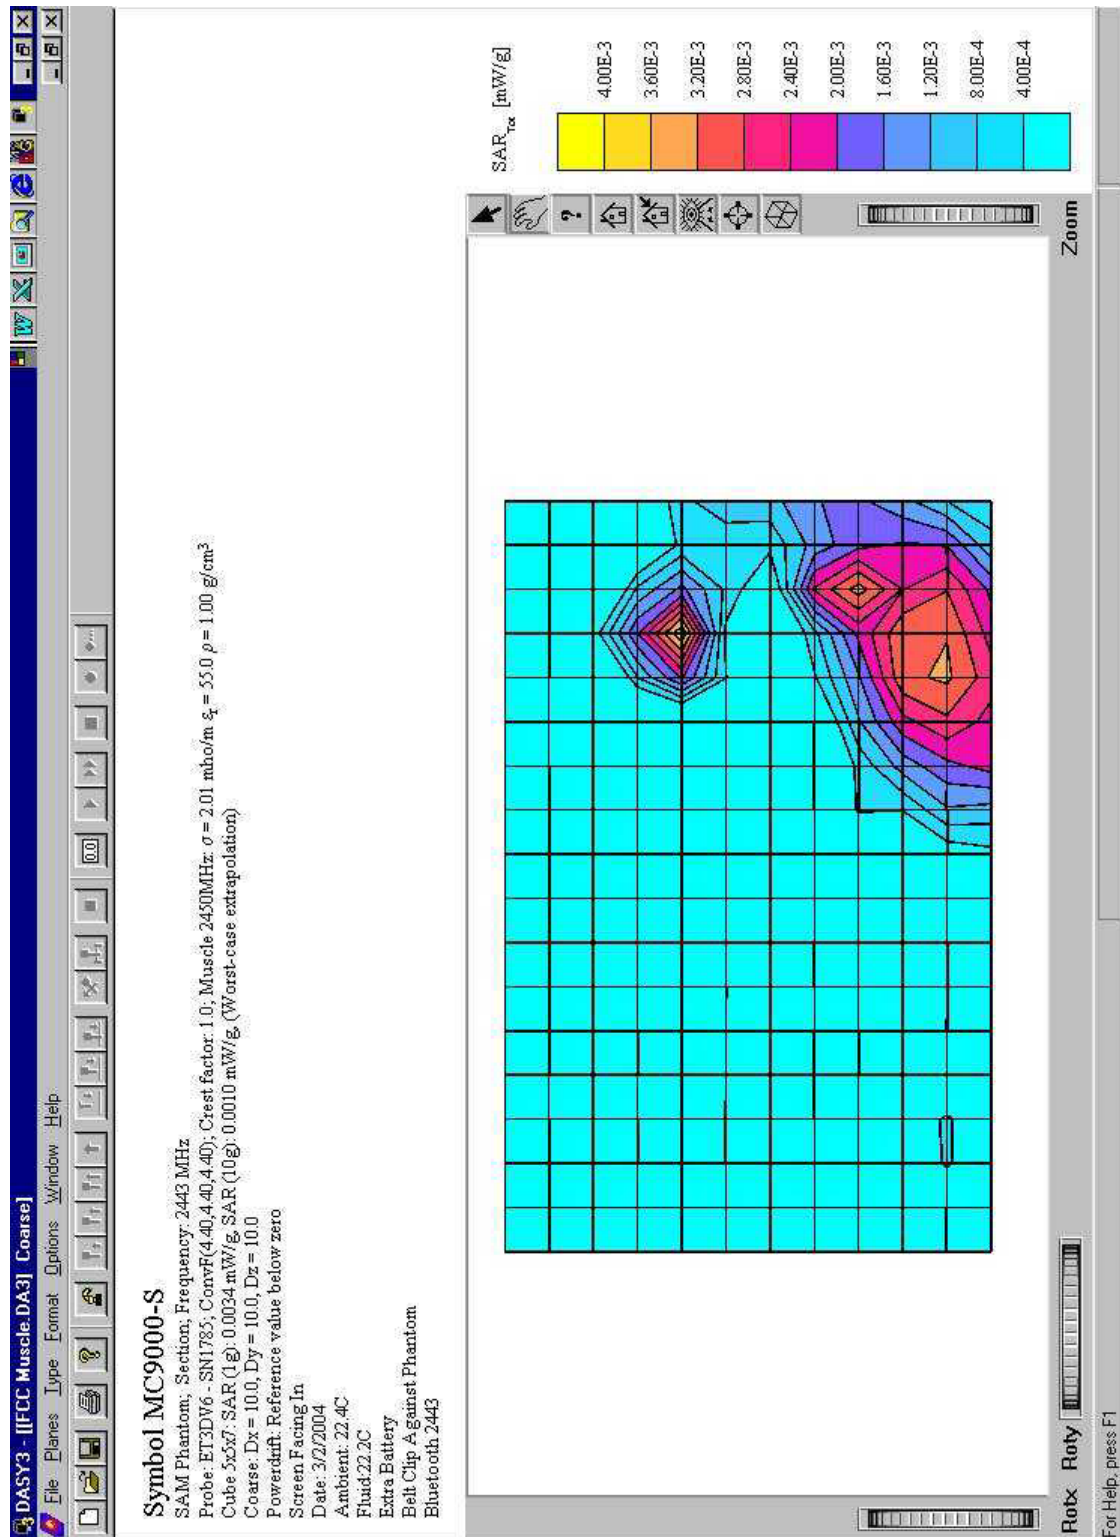 DASY3 - [[FCC Muscle.DA3] Coarse]
File Planes Type Format Options Window Help
Symbol MC9000-S
SAM Phantom; Section; Frequency: 2443 MHz
Probe: ET3DV6 - SN1785; ConvF(4.40,4.40,4.40); Crest factor: 1.0; Muscle 2450MHz: σ = 2.01 mho/m εr = 55.0 ρ = 1.00 g/cm³
Cube 5x5x7: SAR (1g): 0.0034 mW/g, SAR (10g): 0.0010 mW/g, (Worst-case extrapolation)
Coarse: Dx = 10.0, Dy = 10.0, Dz = 10.0
Powerdrift: Reference value below zero
Screen Facing In
Date: 3/2/2004
Ambient: 22.4C
Fluid:22.2C
Extra Battery
Belt Clip Against Phantom
Bluetooth 2443
SARTot [mW/g]
4.00E-3
3.60E-3
3.20E-3
2.80E-3
2.40E-3
2.00E-3
1.60E-3
1.20E-3
8.00E-4
4.00E-4
Rotx Roty Zoom
For Help, press F1